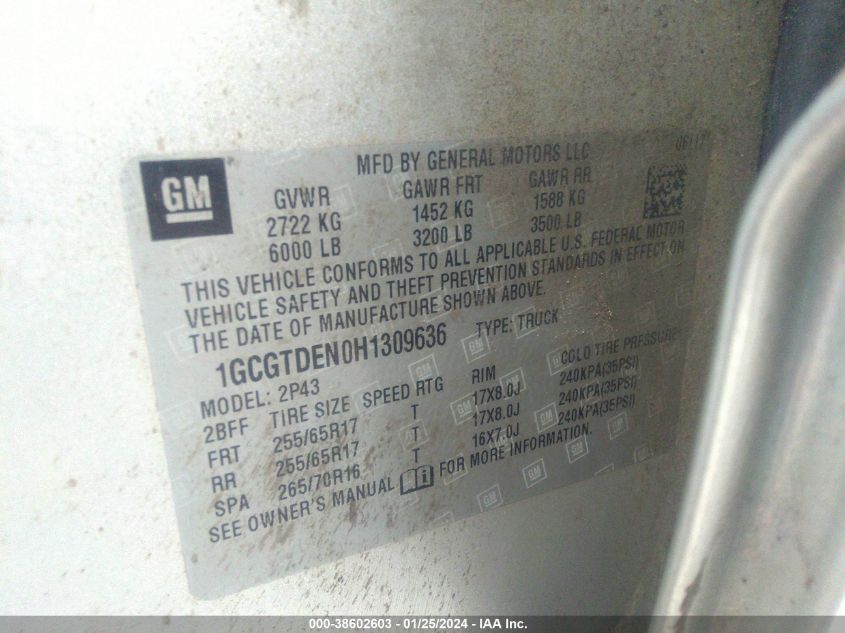 GM
MFD BY GENERAL MOTORS LLC 06/17
GVWR GAWR FRT GAWR RR
2722 KG 1452 KG 1588 KG
6000 LB 3200 LB 3500 LB
THIS VEHICLE CONFORMS TO ALL APPLICABLE U.S. FEDERAL MOTOR
VEHICLE SAFETY AND THEFT PREVENTION STANDARDS IN EFFECT ON
THE DATE OF MANUFACTURE SHOWN ABOVE.
1GCGTDEN0H1309636 TYPE: TRUCK
MODEL: 2P43
2BFF TIRE SIZE SPEED RTG RIM COLD TIRE PRESSURE
FRT 255/65R17 T 17X8.0J 240KPA(35PSI)
RR 255/65R17 T 17X8.0J 240KPA(35PSI)
SPA 265/70R16 T 16X7.0J 240KPA(35PSI)
SEE OWNER'S MANUAL FOR MORE INFORMATION.
000-38602603 / 01/25/2024 - IAA Inc.